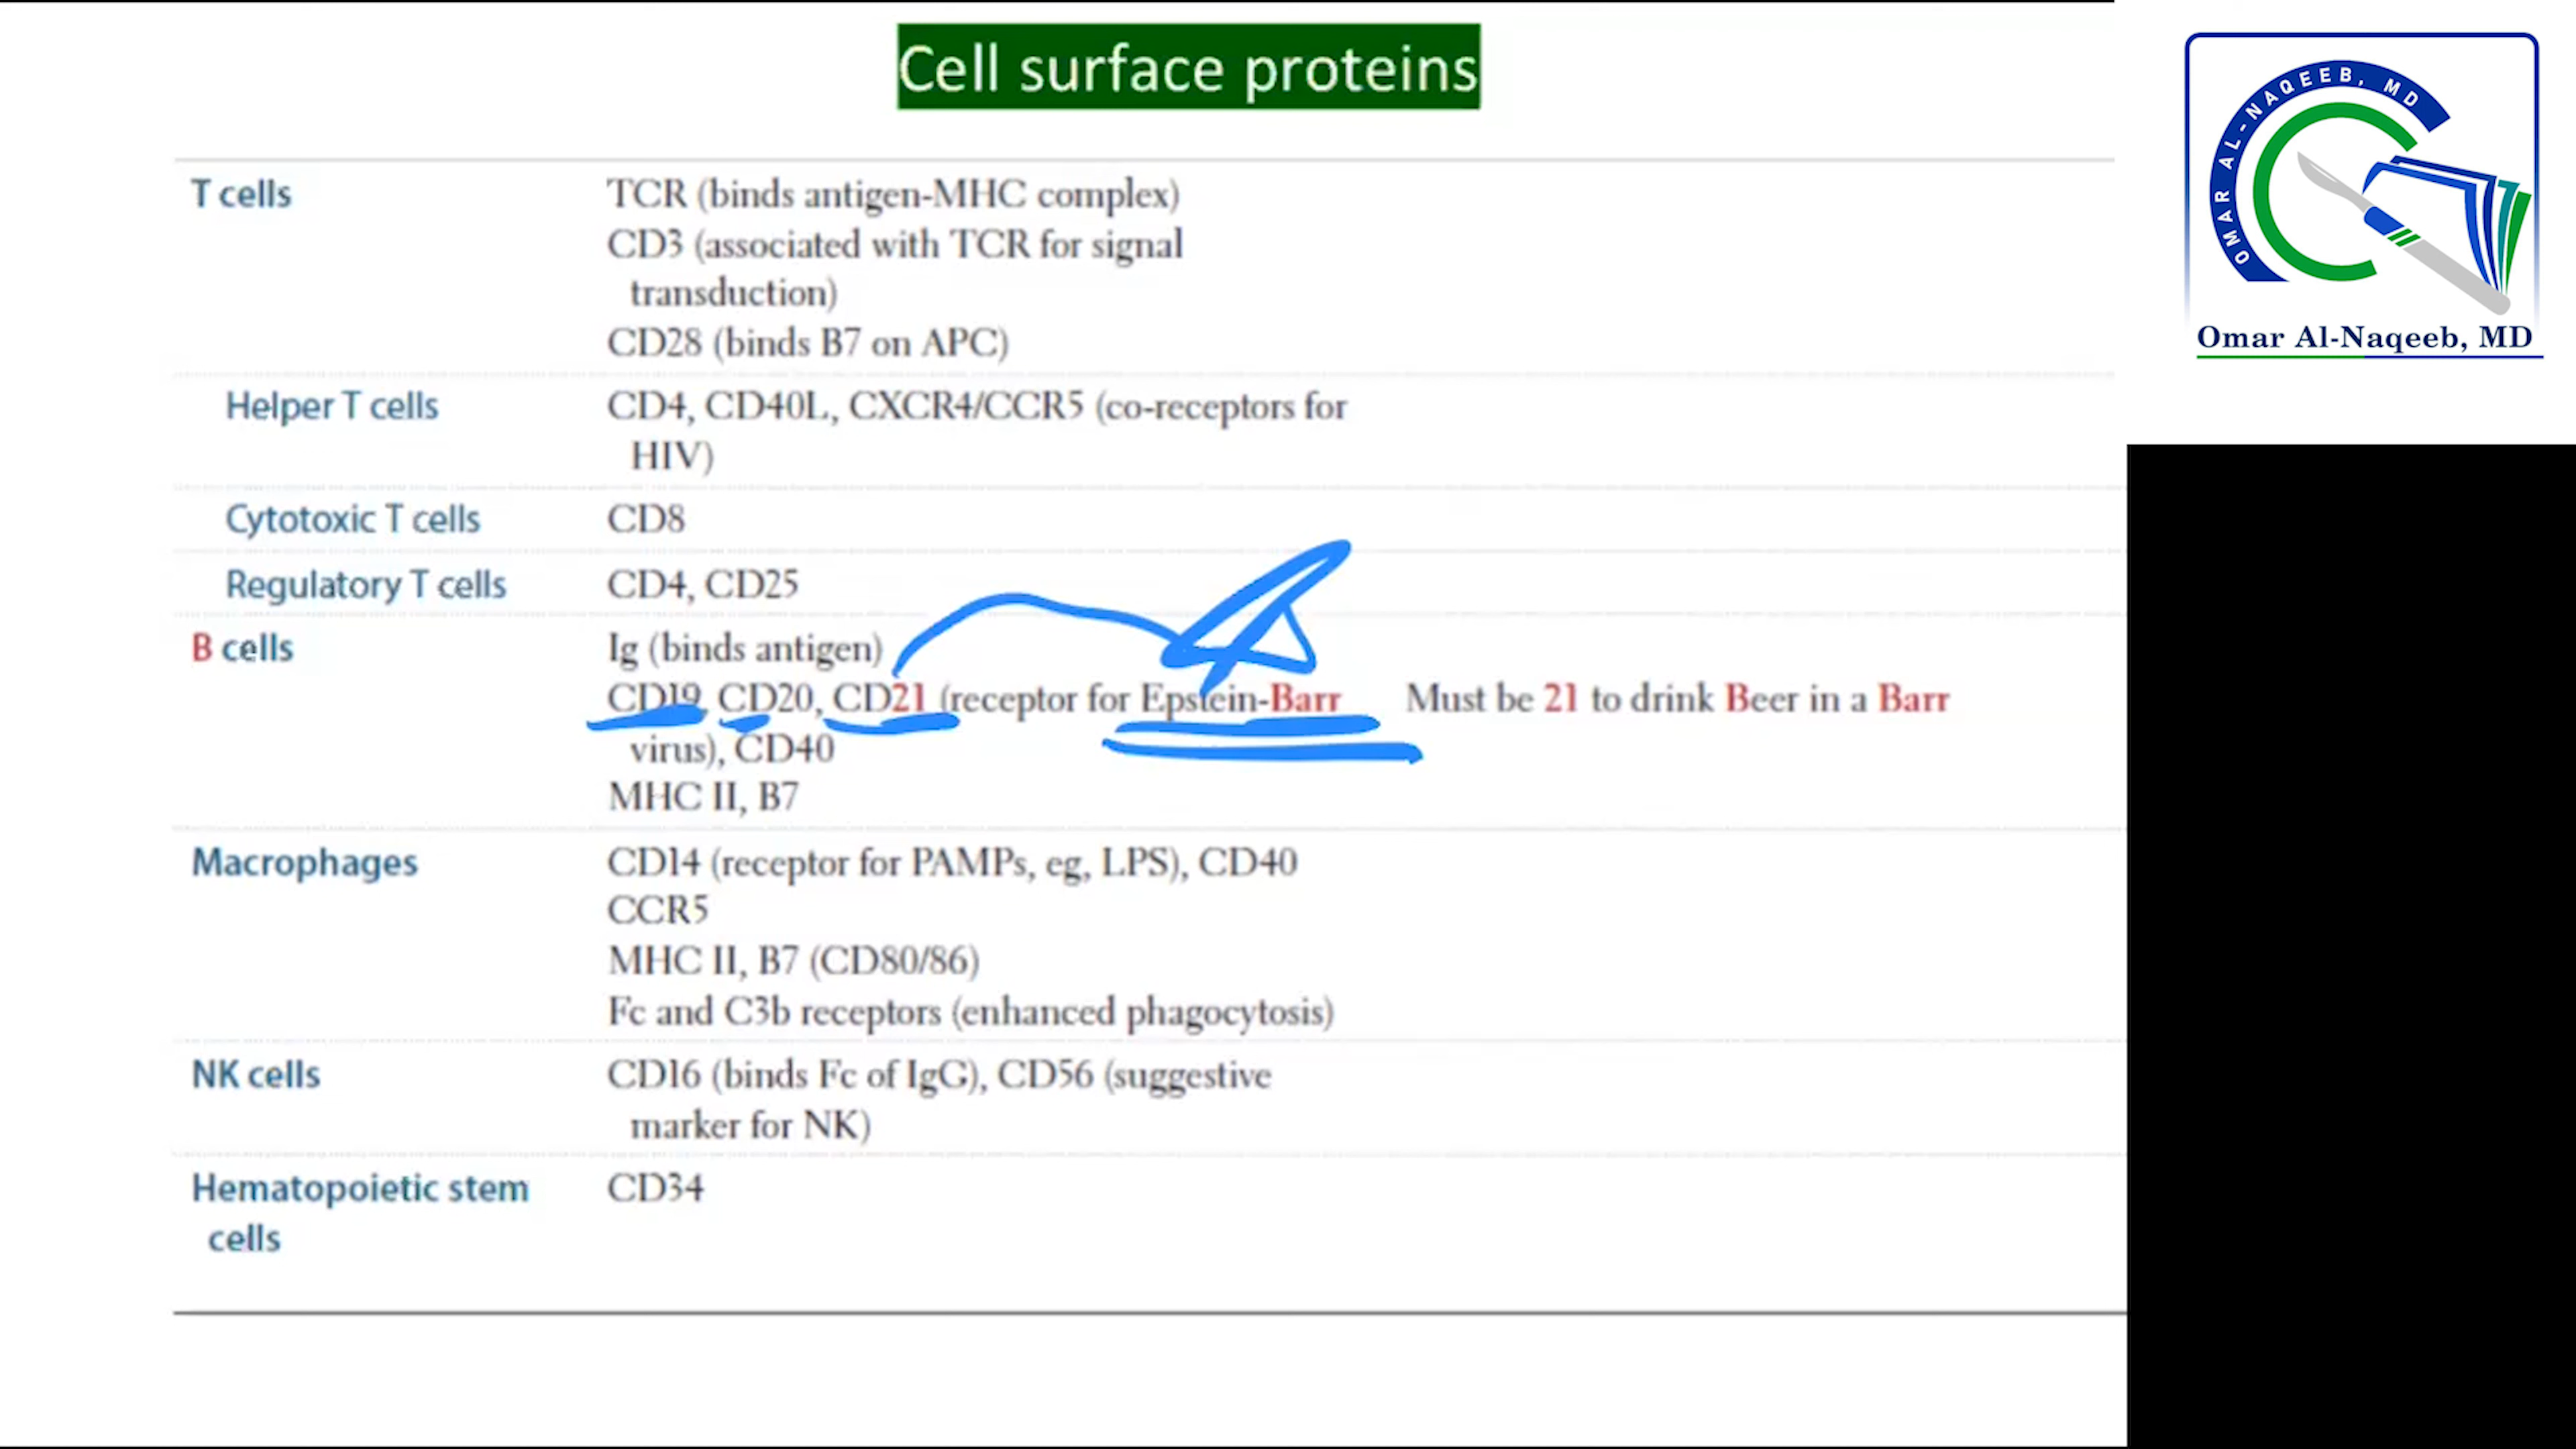 Cell surface proteins
OMAR AL-NAQEEB, MD
Omar Al-Naqeeb, MD
T cells
TCR (binds antigen-MHC complex)
CD3 (associated with TCR for signal
transduction)
CD28 (binds B7 on APC)
Helper T cells
CD4, CD40L, CXCR4/CCR5 (co-receptors for
HIV)
Cytotoxic T cells
CD8
Regulatory T cells
CD4, CD25
B cells
Ig (binds antigen)
CD19, CD20, CD21 (receptor for Epstein-Barr
virus), CD40
MHC II, B7
Must be 21 to drink Beer in a Barr
Macrophages
CD14 (receptor for PAMPs, eg, LPS), CD40
CCR5
MHC II, B7 (CD80/86)
Fc and C3b receptors (enhanced phagocytosis)
NK cells
CD16 (binds Fc of IgG), CD56 (suggestive
marker for NK)
Hematopoietic stem
cells
CD34